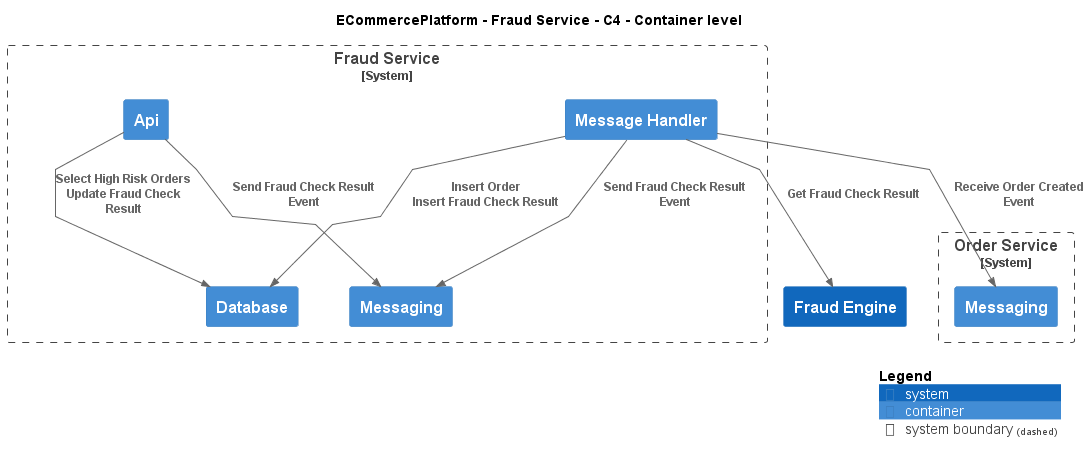 ECommercePlatform - Fraud Service - C4 - Container level
Fraud Service
[System]
Api
Message Handler
Select High Risk Orders
Update Fraud Check
Result
Send Fraud Check Result
Event
Insert Order
Insert Fraud Check Result
Send Fraud Check Result
Event
Get Fraud Check Result
Receive Order Created
Event
Order Service
[System]
Database
Messaging
Fraud Engine
Messaging
Legend
system
container
system boundary (dashed)